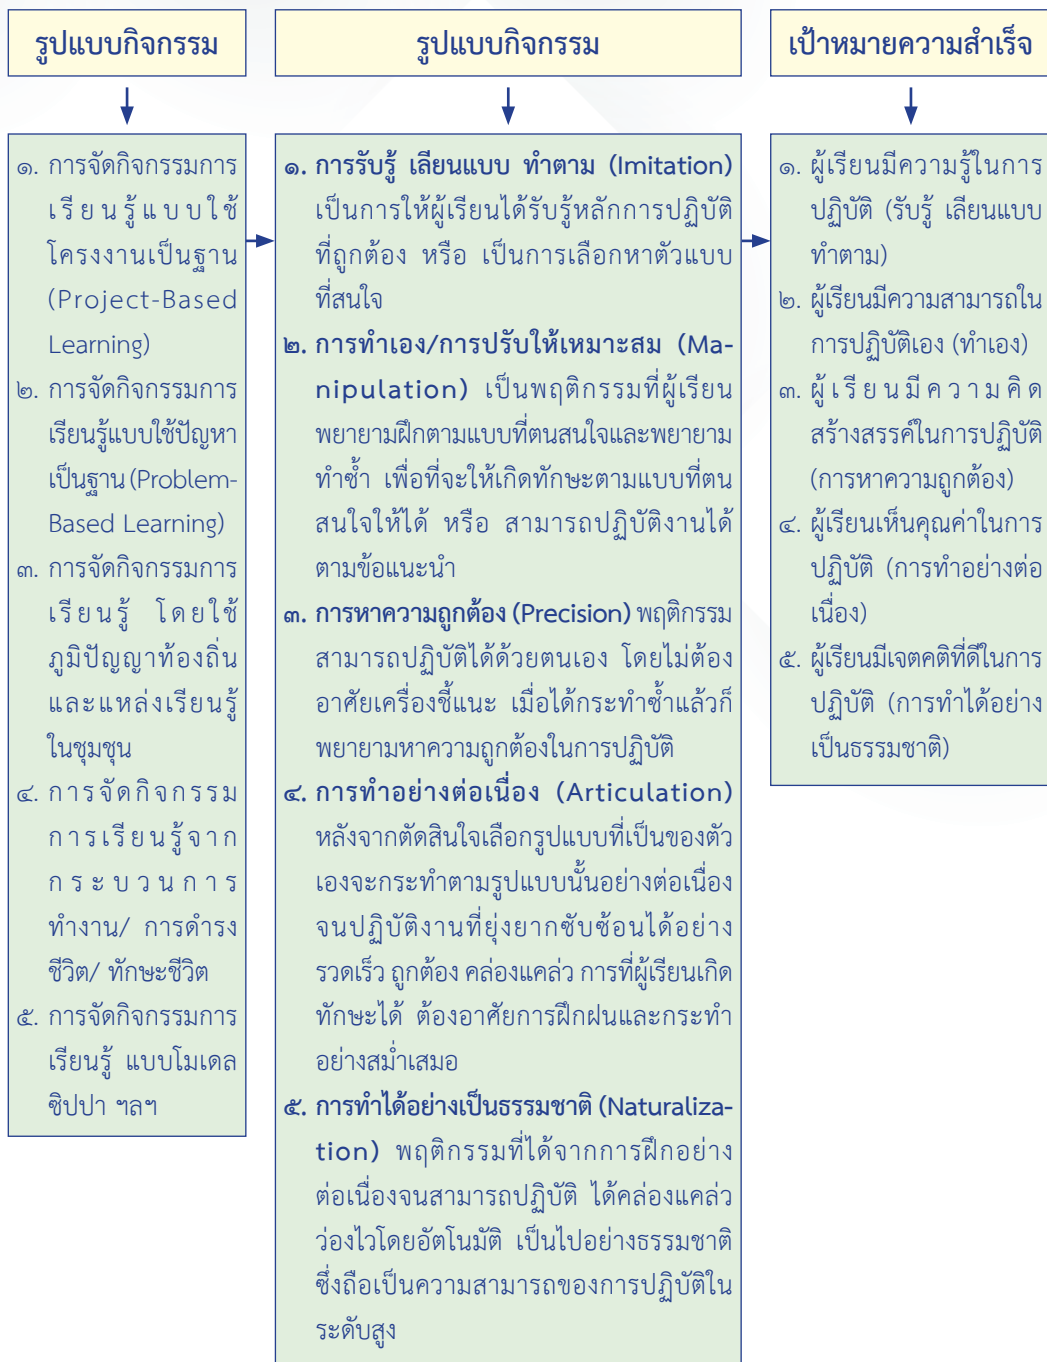 รูปแบบกิจกรรม
๑. การจัดกิจกรรมการ
เรียนรู้แบบใช้
โครงงานเป็นฐาน
(Project-Based
Learning)
๒. การจัดกิจกรรมการ
เรียนรู้แบบใช้ปัญหา
เป็นฐาน (Problem-
Based Learning)
๓. การจัดกิจกรรมการ
เรียนรู้ โดยใช้
ภูมิปัญญาท้องถิ่น
และแหล่งเรียนรู้
ในชุมชุน
๔. การจัดกิจกรรม
การเรียนรู้จาก
กระบวนการ
ทำงาน/ การดำรง
ชีวิต/ ทักษะชีวิต
๕. การจัดกิจกรรมการ
เรียนรู้ แบบโมเดล
ซิปปา ฯลฯ
รูปแบบกิจกรรม
๑. การรับรู้ เลียนแบบ ทำตาม (Imitation)
เป็นการให้ผู้เรียนได้รับรู้หลักการปฏิบัติ
ที่ถูกต้อง หรือ เป็นการเลือกหาตัวแบบ
ที่สนใจ
๒. การทำเอง/การปรับให้เหมาะสม (Ma-
nipulation) เป็นพฤติกรรมที่ผู้เรียน
พยายามฝึกตามแบบที่ตนสนใจและพยายาม
ทำซ้ำ เพื่อที่จะให้เกิดทักษะตามแบบที่ตน
สนใจให้ได้ หรือ สามารถปฏิบัติงานได้
ตามข้อแนะนำ
๓. การหาความถูกต้อง (Precision) พฤติกรรม
สามารถปฏิบัติได้ด้วยตนเอง โดยไม่ต้อง
อาศัยเครื่องชี้แนะ เมื่อได้กระทำซ้ำแล้วก็
พยายามหาความถูกต้องในการปฏิบัติ
๔. การทำอย่างต่อเนื่อง (Articulation)
หลังจากตัดสินใจเลือกรูปแบบที่เป็นของตัว
เองจะกระทำตามรูปแบบนั้นอย่างต่อเนื่อง
จนปฏิบัติงานที่ยุ่งยากซับซ้อนได้อย่าง
รวดเร็ว ถูกต้อง คล่องแคล่ว การที่ผู้เรียนเกิด
ทักษะได้ ต้องอาศัยการฝึกฝนและกระทำ
อย่างสม่ำเสมอ
๕. การทำได้อย่างเป็นธรรมชาติ (Naturaliza-
tion) พฤติกรรมที่ได้จากการฝึกอย่าง
ต่อเนื่องจนสามารถปฏิบัติ ได้คล่องแคล่ว
ว่องไวโดยอัตโนมัติ เป็นไปอย่างธรรมชาติ
ซึ่งถือเป็นความสามารถของการปฏิบัติใน
ระดับสูง
เป้าหมายความสำเร็จ
๑. ผู้เรียนมีความรู้ในการ
ปฏิบัติ (รับรู้ เลียนแบบ
ทำตาม)
๒. ผู้เรียนมีความสามารถใน
การปฏิบัติเอง (ทำเอง)
๓. ผู้เรียนมีความคิด
สร้างสรรค์ในการปฏิบัติ
(การหาความถูกต้อง)
๔. ผู้เรียนเห็นคุณค่าในการ
ปฏิบัติ (การทำอย่างต่อ
เนื่อง)
๕. ผู้เรียนมีเจตคติที่ดีในการ
ปฏิบัติ (การทำได้อย่าง
เป็นธรรมชาติ)